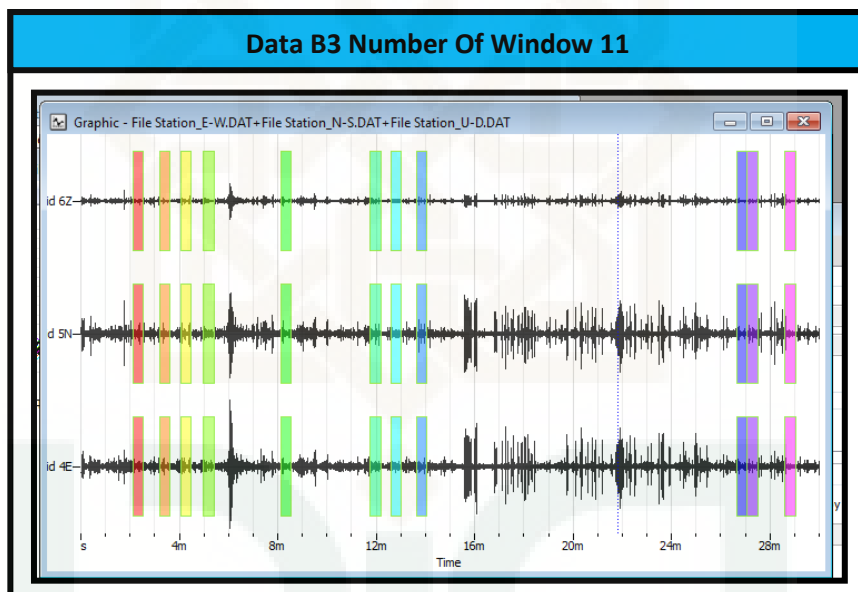 Data B3 Number Of Window 11
Graphic - File Station_E-W.DAT+File Station_N-S.DAT+File Station_U-D.DAT
id 6Z
d 5N
id 4E
s 4m 8m 12m 16m 20m 24m 28m
Time
y